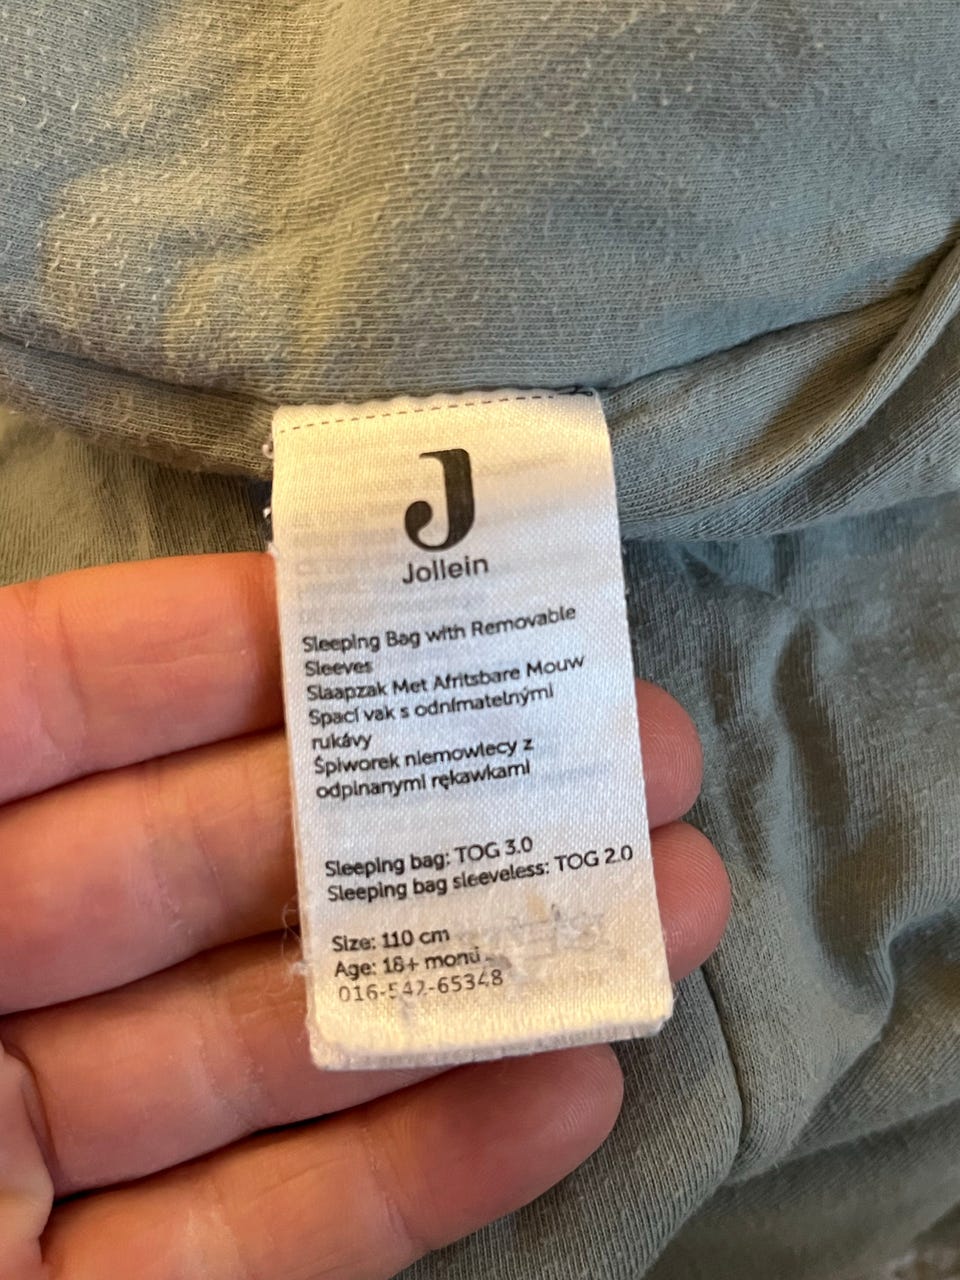 J
Jollein
Sleeping Bag with Removable
Sleeves
Slaapzak Met Afritsbare Mouw
Spací vak s odnímatelnými
rukávy
Śpiworek niemowlęcy z
odpinanymi rękawkami
Sleeping bag: TOG 3.0
Sleeping bag sleeveless: TOG 2.0
Size: 110 cm
Age: 18+
016-542-65348